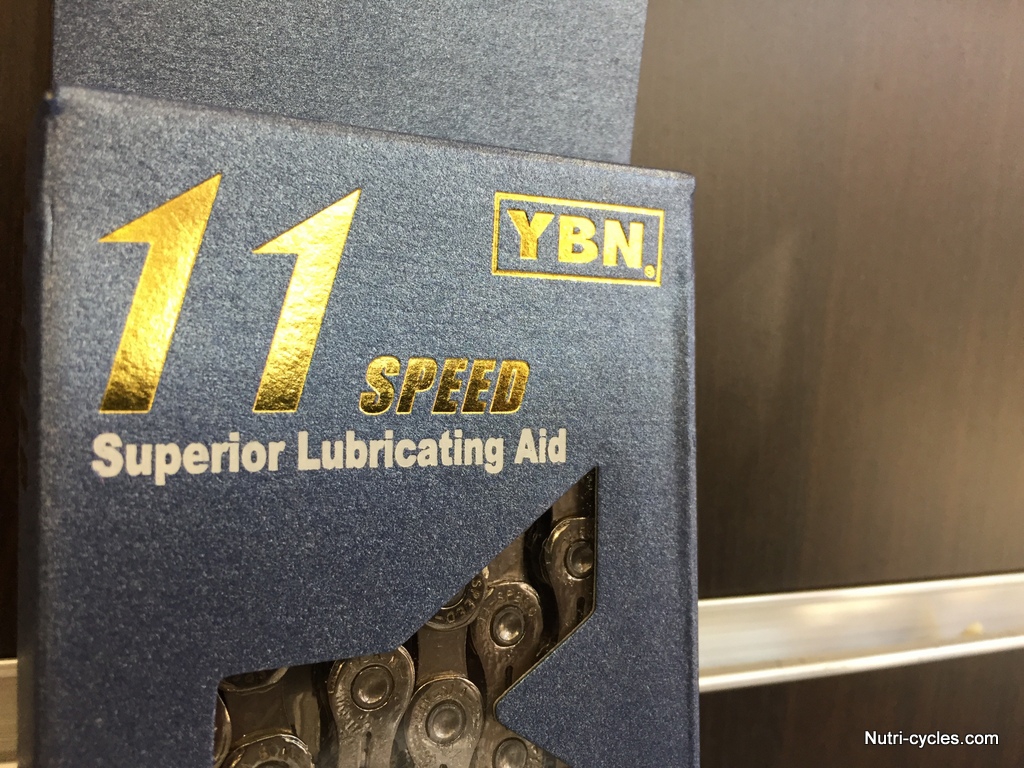 11 SPEED
YBN®
Superior Lubricating Aid
Nutri-cycles.com